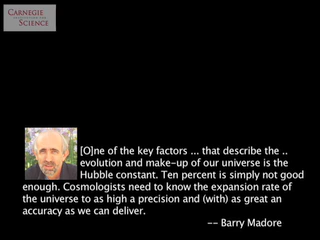 CARNEGIE
INSTITUTION FOR
SCIENCE
[O]ne of the key factors ... that describe the ..
evolution and make-up of our universe is the
Hubble constant. Ten percent is simply not good
enough. Cosmologists need to know the expansion rate of
the universe to as high a precision and (with) as great an
accuracy as we can deliver.
-- Barry Madore